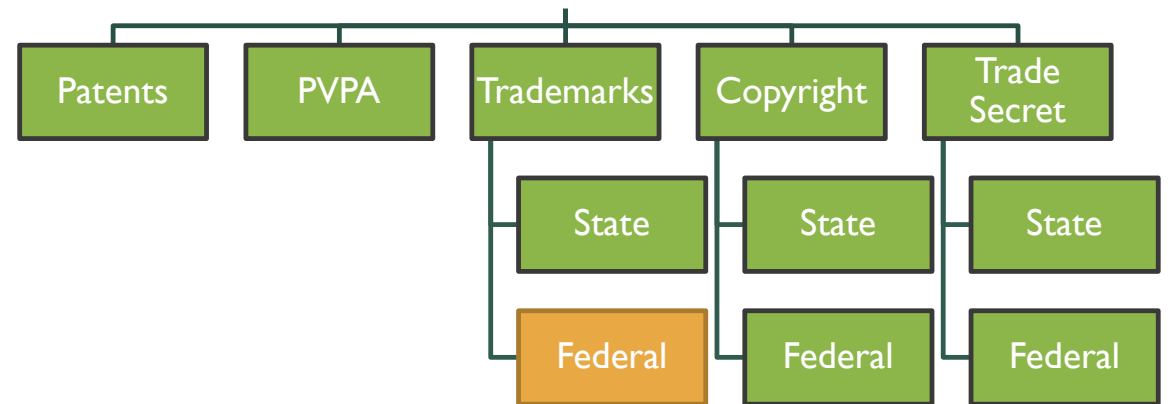 Patents
PVPA
Trademarks
Copyright
Trade
Secret
State
State
State
Federal
Federal
Federal